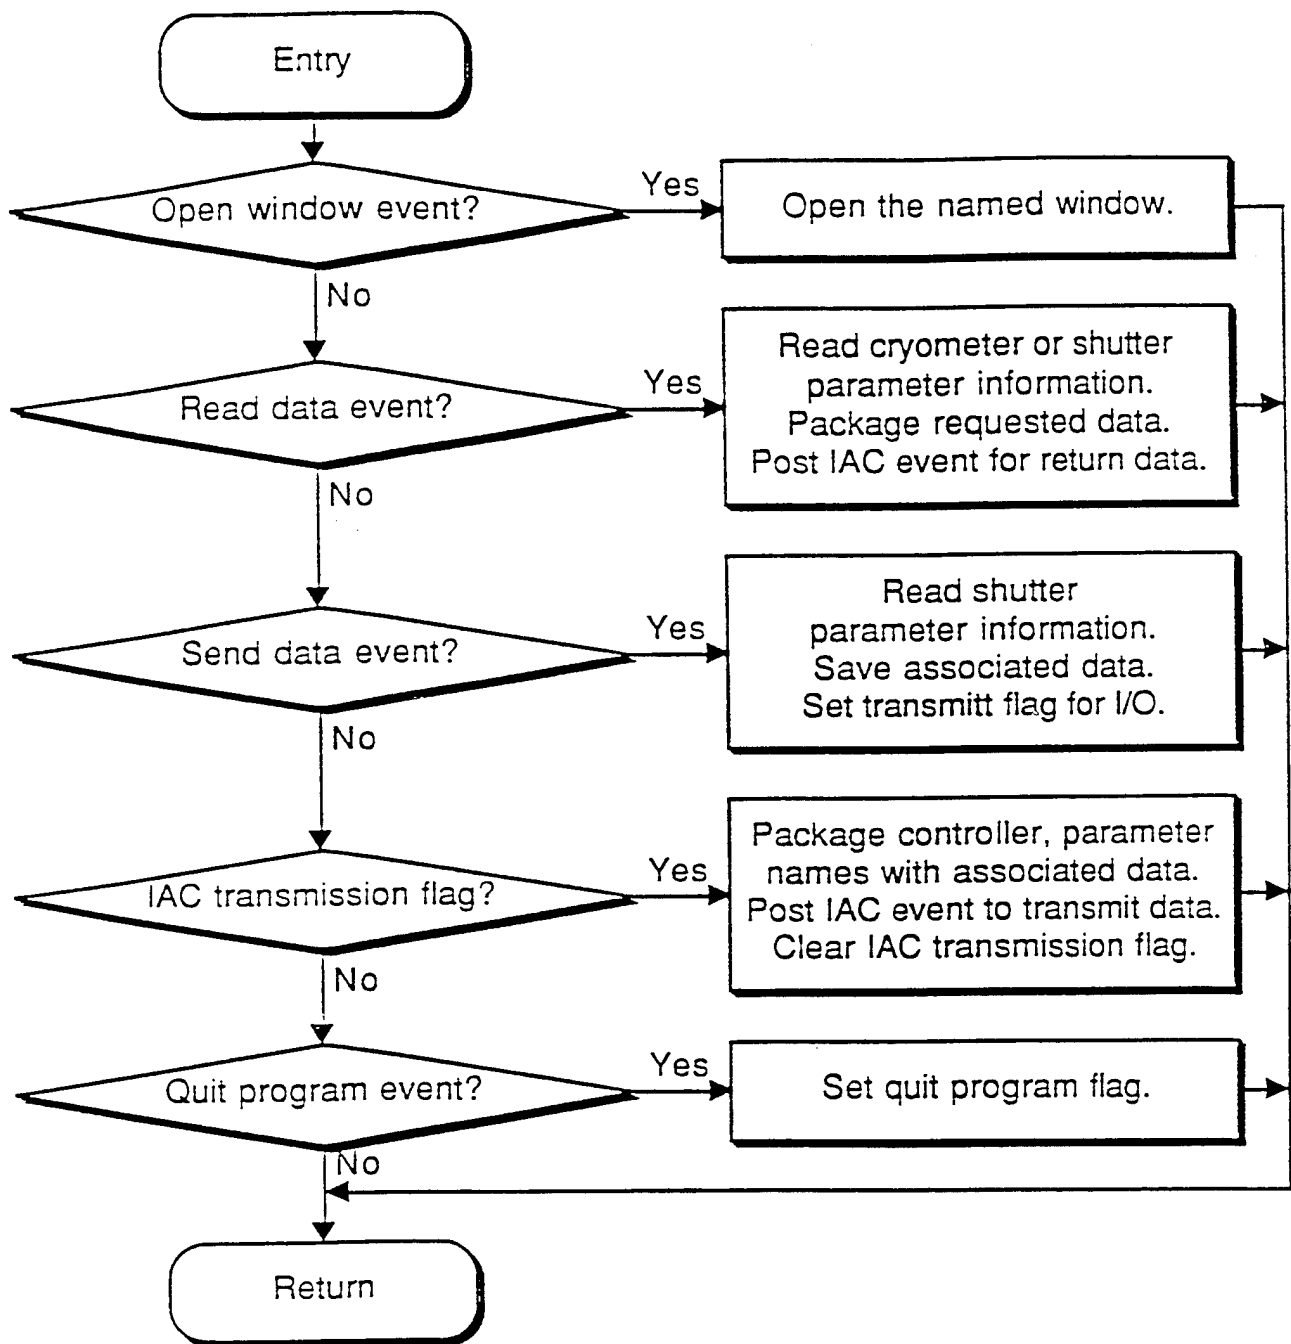 Entry
Open window event?
Yes
Open the named window.
No
Read data event?
Yes
Read cryometer or shutter
parameter information.
Package requested data.
Post IAC event for return data.
No
Send data event?
Yes
Read shutter
parameter information.
Save associated data.
Set transmitt flag for I/O.
No
IAC transmission flag?
Yes
Package controller, parameter
names with associated data.
Post IAC event to transmit data.
Clear IAC transmission flag.
No
Quit program event?
Yes
Set quit program flag.
No
Return